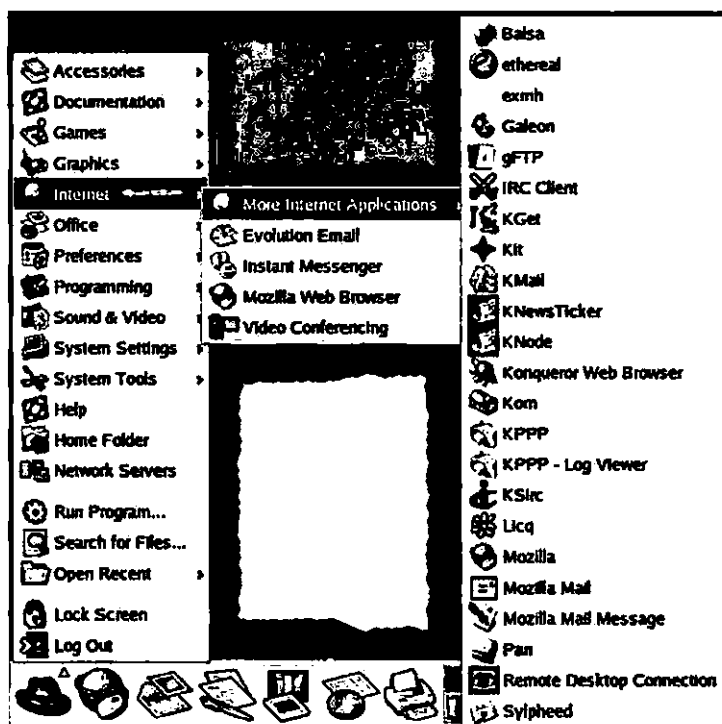 Accessories
Documentation
Games
Graphics
Internet
Office
Preferences
Programming
Sound & Video
System Settings
System Tools
Help
Home Folder
Network Servers
Run Program...
Search for Files...
Open Recent
Lock Screen
Log Out
More Internet Applications
Evolution Email
Instant Messenger
Mozilla Web Browser
Video Conferencing
Balsa
ethereal
exmh
Galeon
gFTP
IRC Client
KGet
Kit
KMail
KNewsTicker
KNode
Konqueror Web Browser
Korn
KPPP
KPPP - Log Viewer
KSirc
Licq
Mozilla
Mozilla Mail
Mozilla Mail Message
Pan
Remote Desktop Connection
Sylpheed